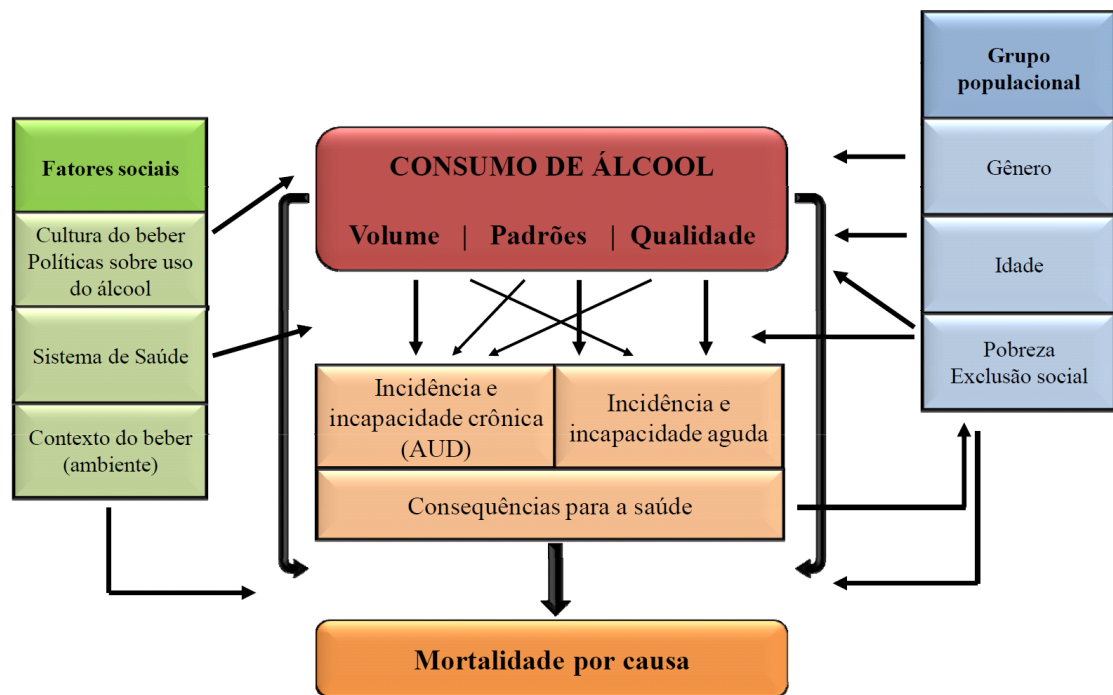 Fatores sociais
Cultura do beber
Políticas sobre uso
do álcool
Sistema de Saúde
Contexto do beber
(ambiente)
CONSUMO DE ÁLCOOL
Volume | Padrões | Qualidade
Incidência e
incapacidade crônica
(AUD)
Incidência e
incapacidade aguda
Consequências para a saúde
Mortalidade por causa
Grupo
populacional
Gênero
Idade
Pobreza
Exclusão social